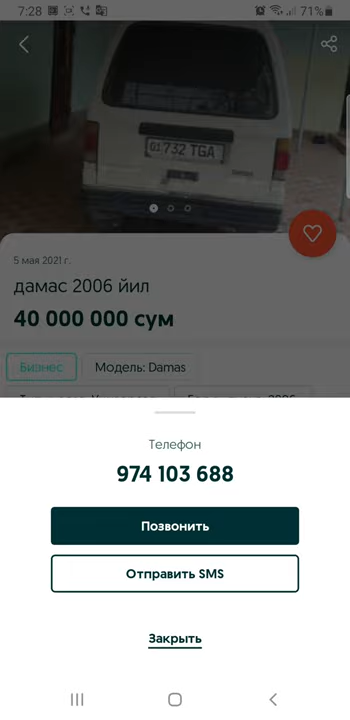 7:28
71%
01 732 TGA
5 мая 2021 г.
дамас 2006 йил
40 000 000 сум
Бизнес
Модель: Damas
Телефон
974 103 688
Позвонить
Отправить SMS
Закрыть